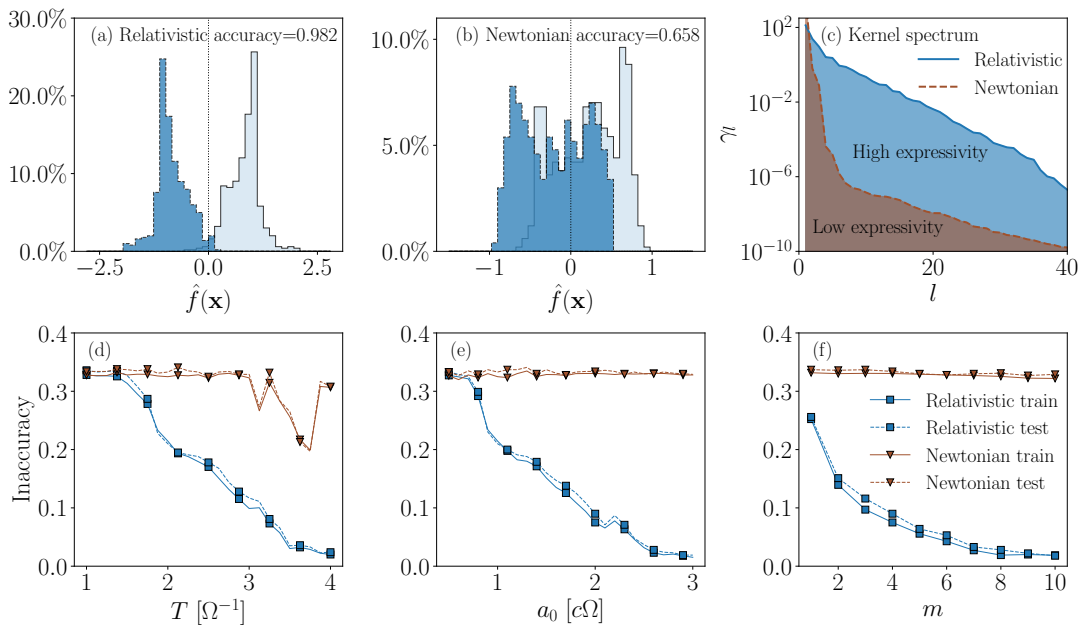 (a) Relativistic accuracy=0.982
30.0%
20.0%
10.0%
0.0%
−2.5
0.0
2.5
f̂(x)
(b) Newtonian accuracy=0.658
10.0%
5.0%
0.0%
−1
0
1
f̂(x)
(c) Kernel spectrum
Relativistic
Newtonian
High expressivity
Low expressivity
γ_l
10^2
10^−2
10^−6
10^−10
0
20
40
l
(d)
Inaccuracy
0.4
0.3
0.2
0.1
0.0
1
2
3
4
T [Ω^−1]
(e)
0.4
0.3
0.2
0.1
0.0
1
2
3
a_0 [cΩ]
(f)
0.4
0.3
0.2
0.1
0.0
Relativistic train
Relativistic test
Newtonian train
Newtonian test
2
4
6
8
10
m